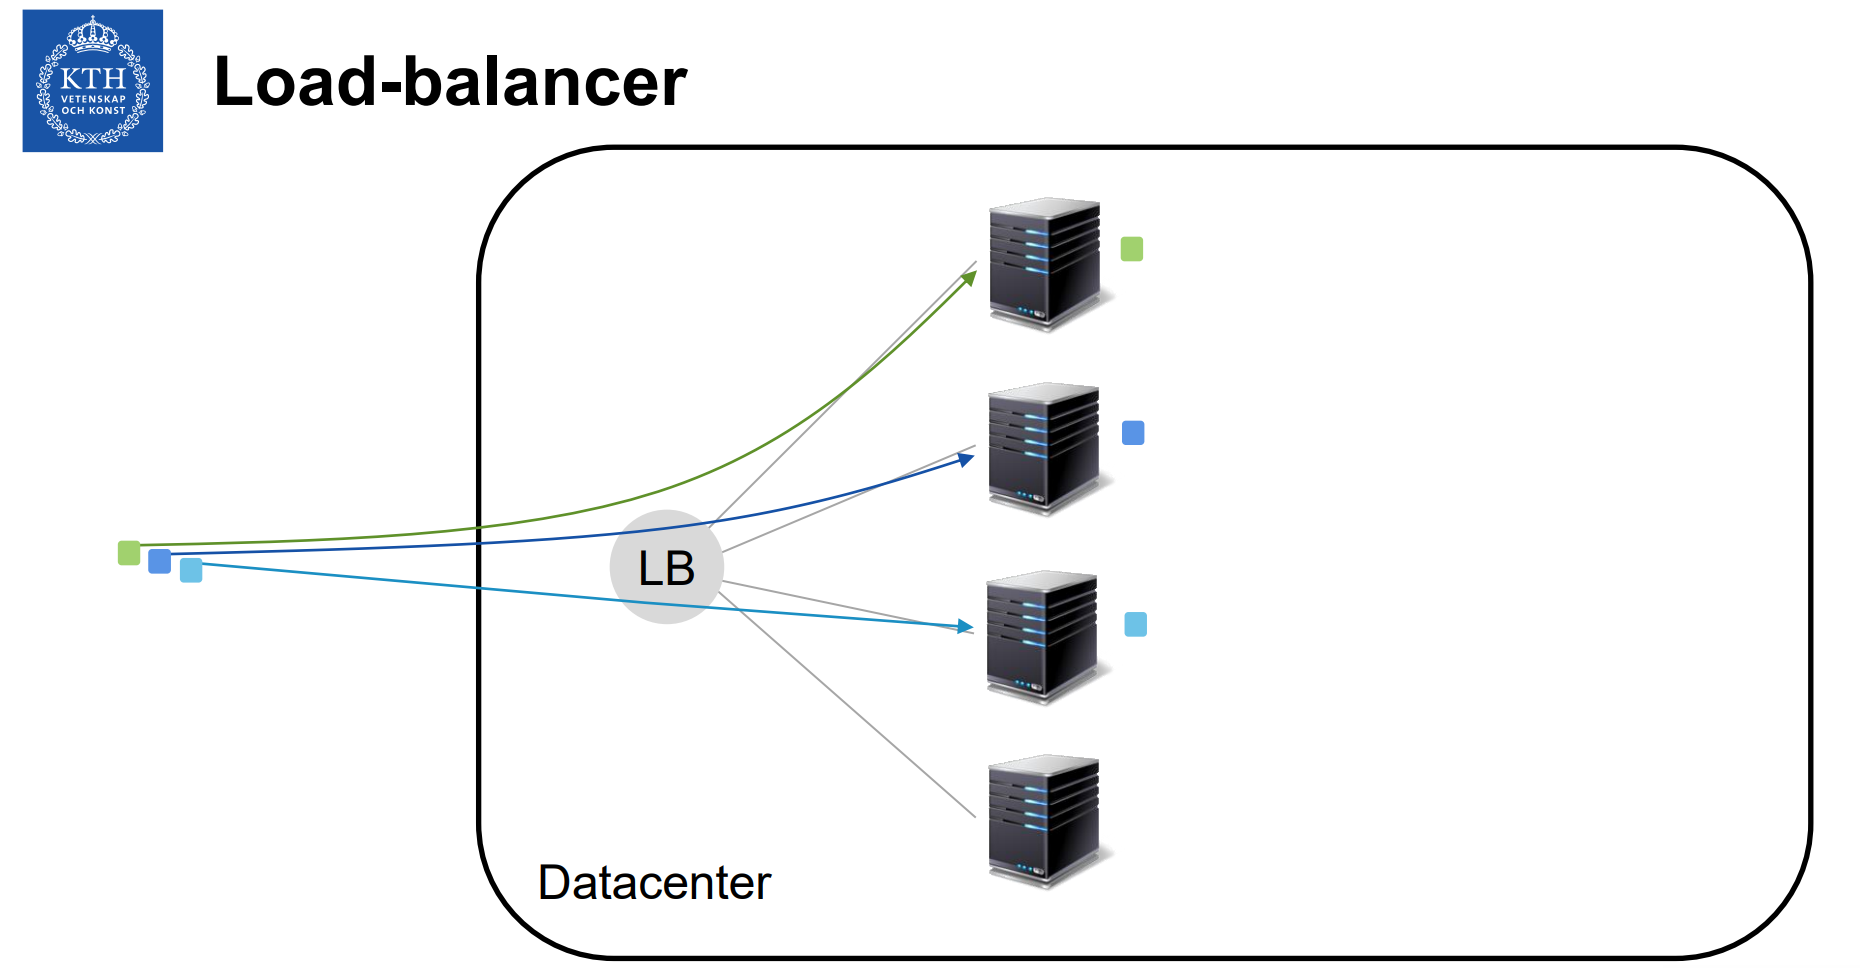 KTH
VETENSKAP
OCH KONST
Load-balancer
LB
Datacenter